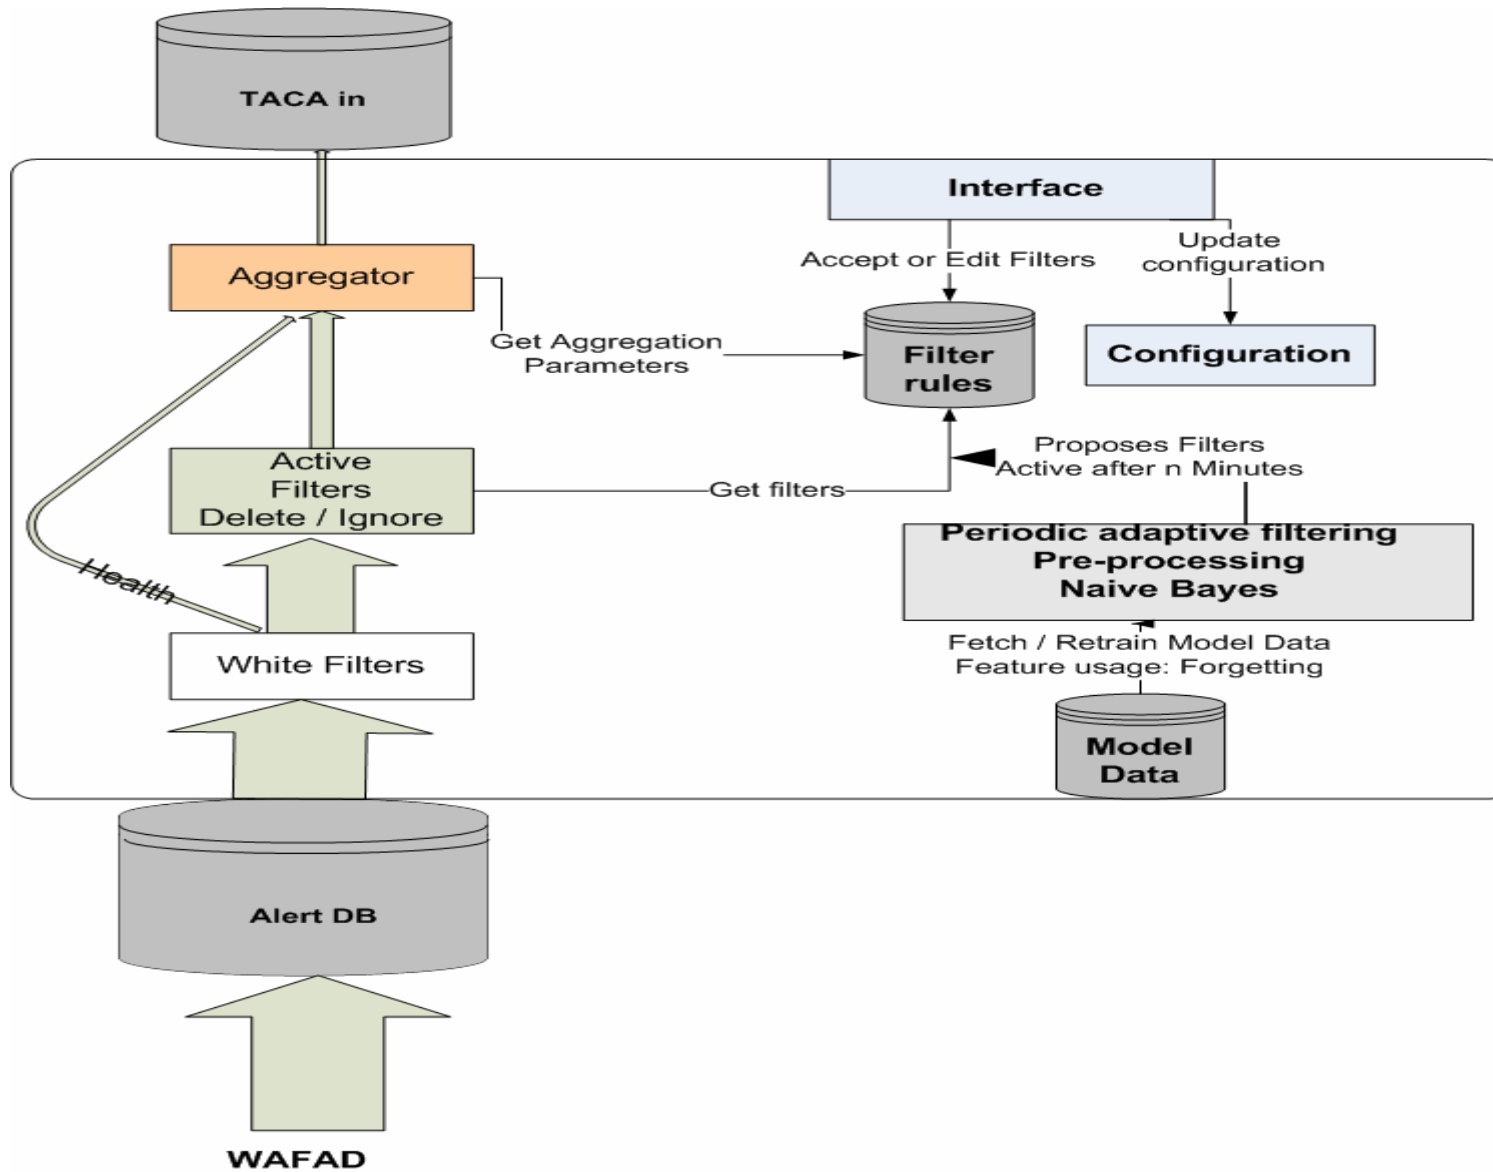 TACA in
Interface
Accept or Edit Filters
Update
configuration
Aggregator
Get Aggregation
Parameters
Filter
rules
Configuration
Active
Filters
Delete / Ignore
Get filters
Proposes Filters
Active after n Minutes
Periodic adaptive filtering
Pre-processing
Naive Bayes
Health
White Filters
Fetch / Retrain Model Data
Feature usage: Forgetting
Model
Data
Alert DB
WAFAD